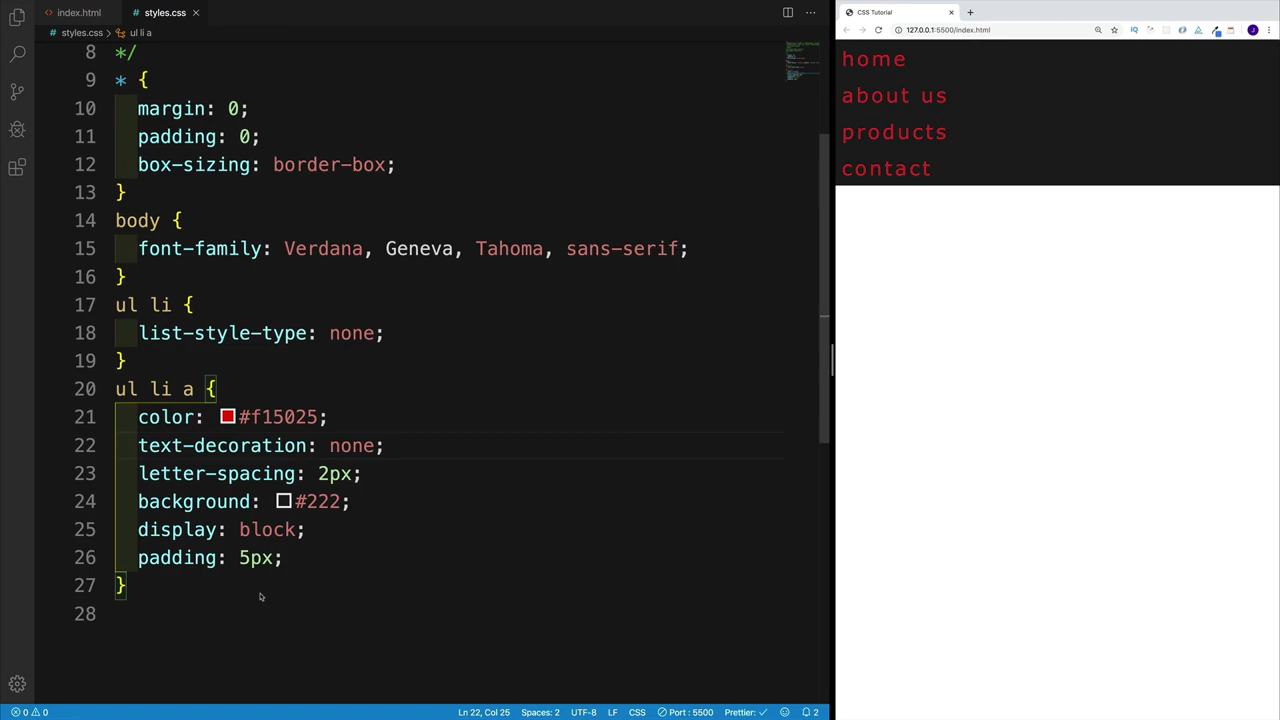 index.html
styles.css ×
CSS Tutorial
127.0.0.1:5500/index.html
styles.css > ul li a
8 */
9 * {
10 margin: 0;
11 padding: 0;
12 box-sizing: border-box;
13 }
14 body {
15 font-family: Verdana, Geneva, Tahoma, sans-serif;
16 }
17 ul li {
18 list-style-type: none;
19 }
20 ul li a {
21 color: #f15025;
22 text-decoration: none;
23 letter-spacing: 2px;
24 background: #222;
25 display: block;
26 padding: 5px;
27 }
28
home
about us
products
contact
0 0 Ln 22, Col 25 Spaces: 2 UTF-8 LF CSS Port : 5500 Prettier: ✓ 2